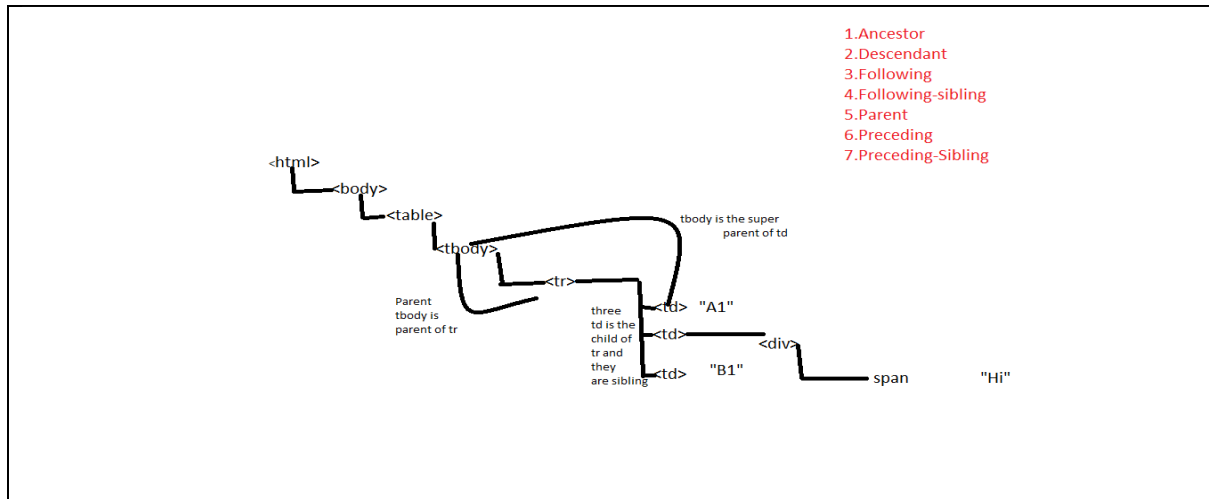 1.Ancestor
2.Descendant
3.Following
4.Following-sibling
5.Parent
6.Preceding
7.Preceding-Sibling
<html>
<body>
<table>
tbody is the super
parent of td
<tbody>
<tr>
Parent
tbody is
parent of tr
three
td is the
child of
tr and
they
are sibling
<td> "A1"
<td>
<div>
<td> "B1"
span "Hi"